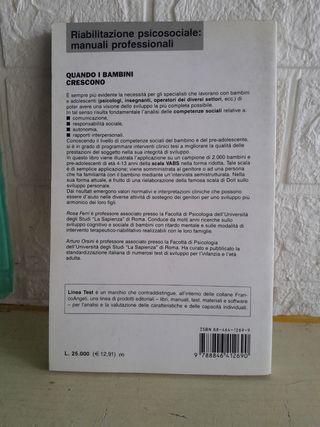 Riabilitazione psicosociale:
manuali professionali
QUANDO I BAMBINI
CRESCONO
È sempre più evidente la necessità per gli specialisti che lavorano con bambini
e adolescenti (psicologi, insegnanti, operatori dei diversi settori, ecc.) di
poter avere una visione dello sviluppo la più completa possibile.
In tal senso risulta fondamentale l'analisi delle competenze sociali relative a:
■ comunicazione,
■ responsabilità sociale,
■ autonomia,
■ rapporti interpersonali.
Conoscendo il livello di competenze sociali del bambino e del pre-adolescente,
si è in grado di programmare interventi clinici tesi a migliorare la qualità delle
prestazioni del soggetto nella sua integrità di sviluppo.
In questo libro viene illustrata l'applicazione su un campione di 2.000 bambini e
pre-adolescenti di età 4-13 anni della scala VABS nella forma ridotta. Tale scala
è di semplice applicazione; viene somministrata ai genitori o ad una persona
che ha familiarità con il bambino mediante un'intervista semistrutturata. Nella
sua forma attuale, è frutto di una rielaborazione della famosa scala di Doll sullo
sviluppo personale.
Dai risultati emergono valori normativi e interpretazioni cliniche che possono
essere d'aiuto nelle diverse attività di sostegno dei genitori per uno sviluppo più
armonico dei loro figli.
Rosa Ferri è professore associato presso la Facoltà di Psicologia dell'Università
degli Studi "La Sapienza" di Roma. Conduce da molti anni ricerche sullo
sviluppo cognitivo e sociale di bambini con ritardo mentale e sulle modalità di
intervento terapeutico-riabilitativo realizzabili con le loro famiglie.
Arturo Orsini è professore associato presso la Facoltà di Psicologia
dell'Università degli Studi "La Sapienza" di Roma. Ha curato e pubblicato la
standardizzazione italiana di numerosi test di sviluppo per l'infanzia e l'età
adulta.
Linea Test è un marchio che contraddistingue, all'interno delle collane Fran-
coAngeli, una linea di prodotti editoriali – libri, manuali, test, materiali e software
– per l'analisi e la valutazione delle caratteristiche e delle capacità individuali.
L. 25.000 (€ 12,91)
ISBN 88-464-1269-9
9 788846 412690